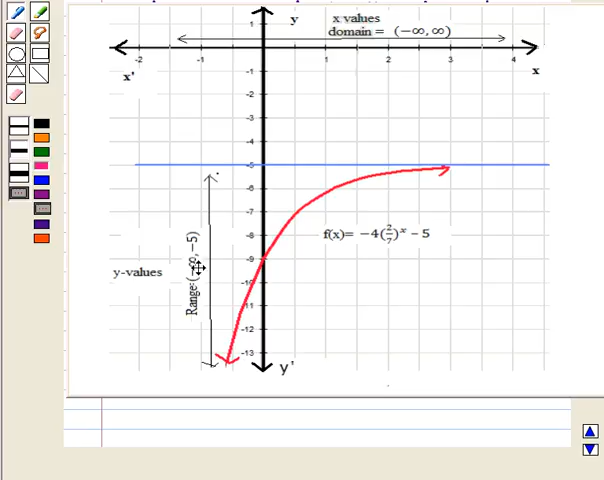 y
x values
domain = (−∞, ∞)
1
-2
-1
1
2
3
4
x'
x
-1
-2
-3
-4
-5
-6
-7
-8
-9
-10
-11
-12
-13
f(x)= −4(2/7)^x − 5
y-values
Range:(−∞, −5)
y'